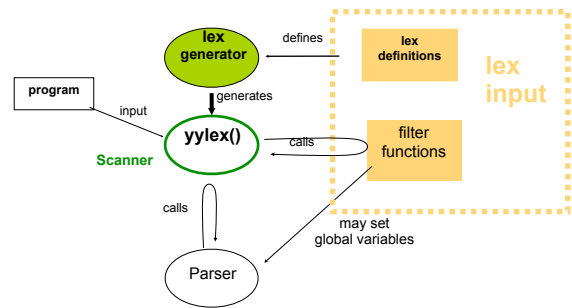 lex
generator
defines
lex
definitions
lex
input
program
generates
input
yylex()
Scanner
calls
filter
functions
calls
may set
global variables
Parser